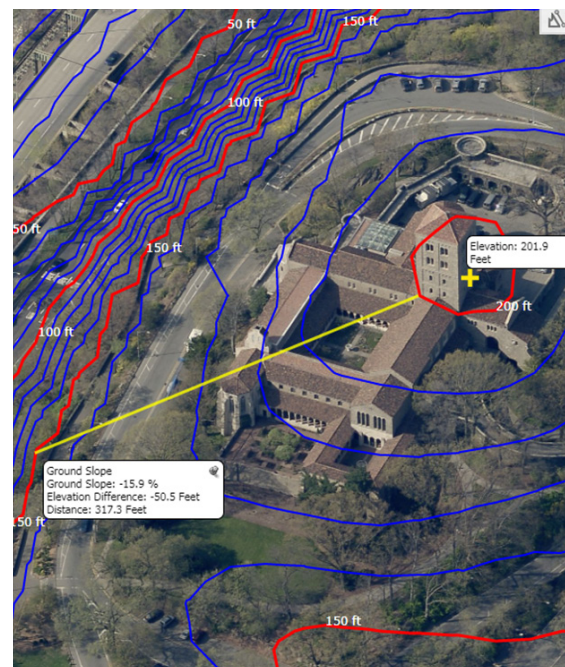 50 ft
150 ft
100 ft
50 ft
150 ft
Elevation: 201.9
Feet
200 ft
100 ft
Ground Slope
Ground Slope: -15.9 %
Elevation Difference: -50.5 Feet
Distance: 317.3 Feet
150 ft
150 ft